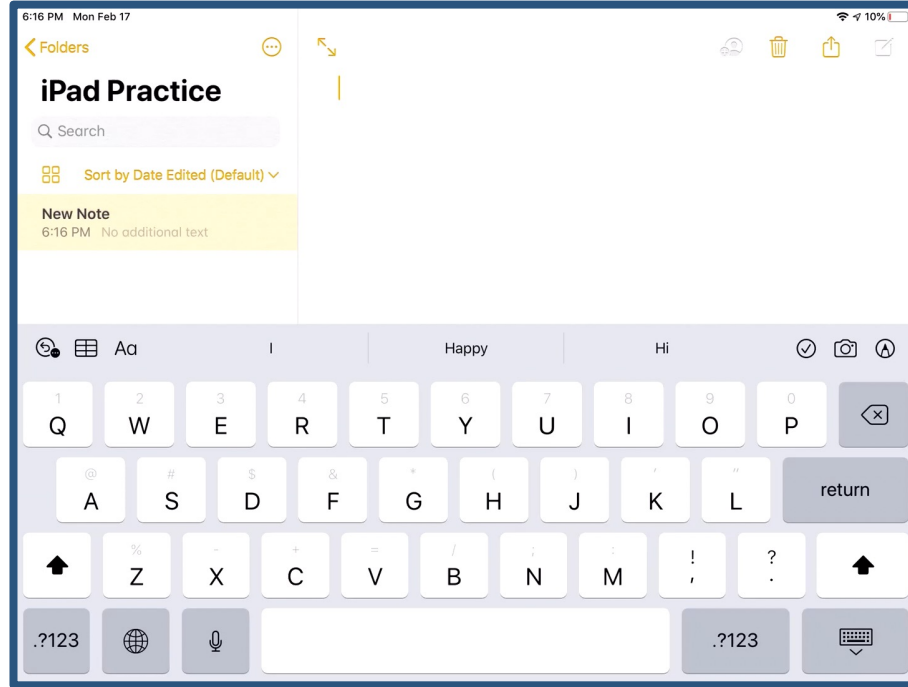 6:16 PM Mon Feb 17 10%
Folders
iPad Practice
Search
Sort by Date Edited (Default)
New Note
6:16 PM No additional text
Aa I Happy Hi
1 2 3 4 5 6 7 8 9 0
Q W E R T Y U I O P
@ # $ & * ( ) ' "
A S D F G H J K L return
% - + = / ; : ! ?
Z X C V B N M , .
.?123 .?123